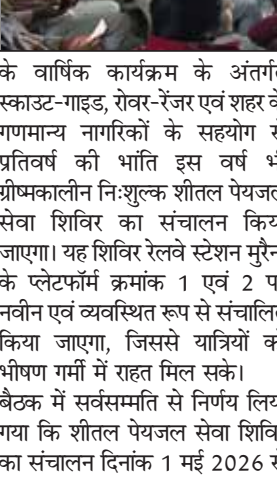 के वार्षिक कार्यक्रम के अंतर्गत
स्काउट-गाइड, रोवर-रेंजर एवं शहर के
गणमान्य नागरिकों के सहयोग से
प्रतिवर्ष की भांति इस वर्ष भी
ग्रीष्मकालीन निःशुल्क शीतल पेयजल
सेवा शिविर का संचालन किया
जाएगा। यह शिविर रेलवे स्टेशन मुरैना
के प्लेटफॉर्म क्रमांक 1 एवं 2 पर
नवीन एवं व्यवस्थित रूप से संचालित
किया जाएगा, जिससे यात्रियों को
भीषण गर्मी में राहत मिल सके।
बैठक में सर्वसम्मति से निर्णय लिया
गया कि शीतल पेयजल सेवा शिविर
का संचालन दिनांक 1 मई 2026 से